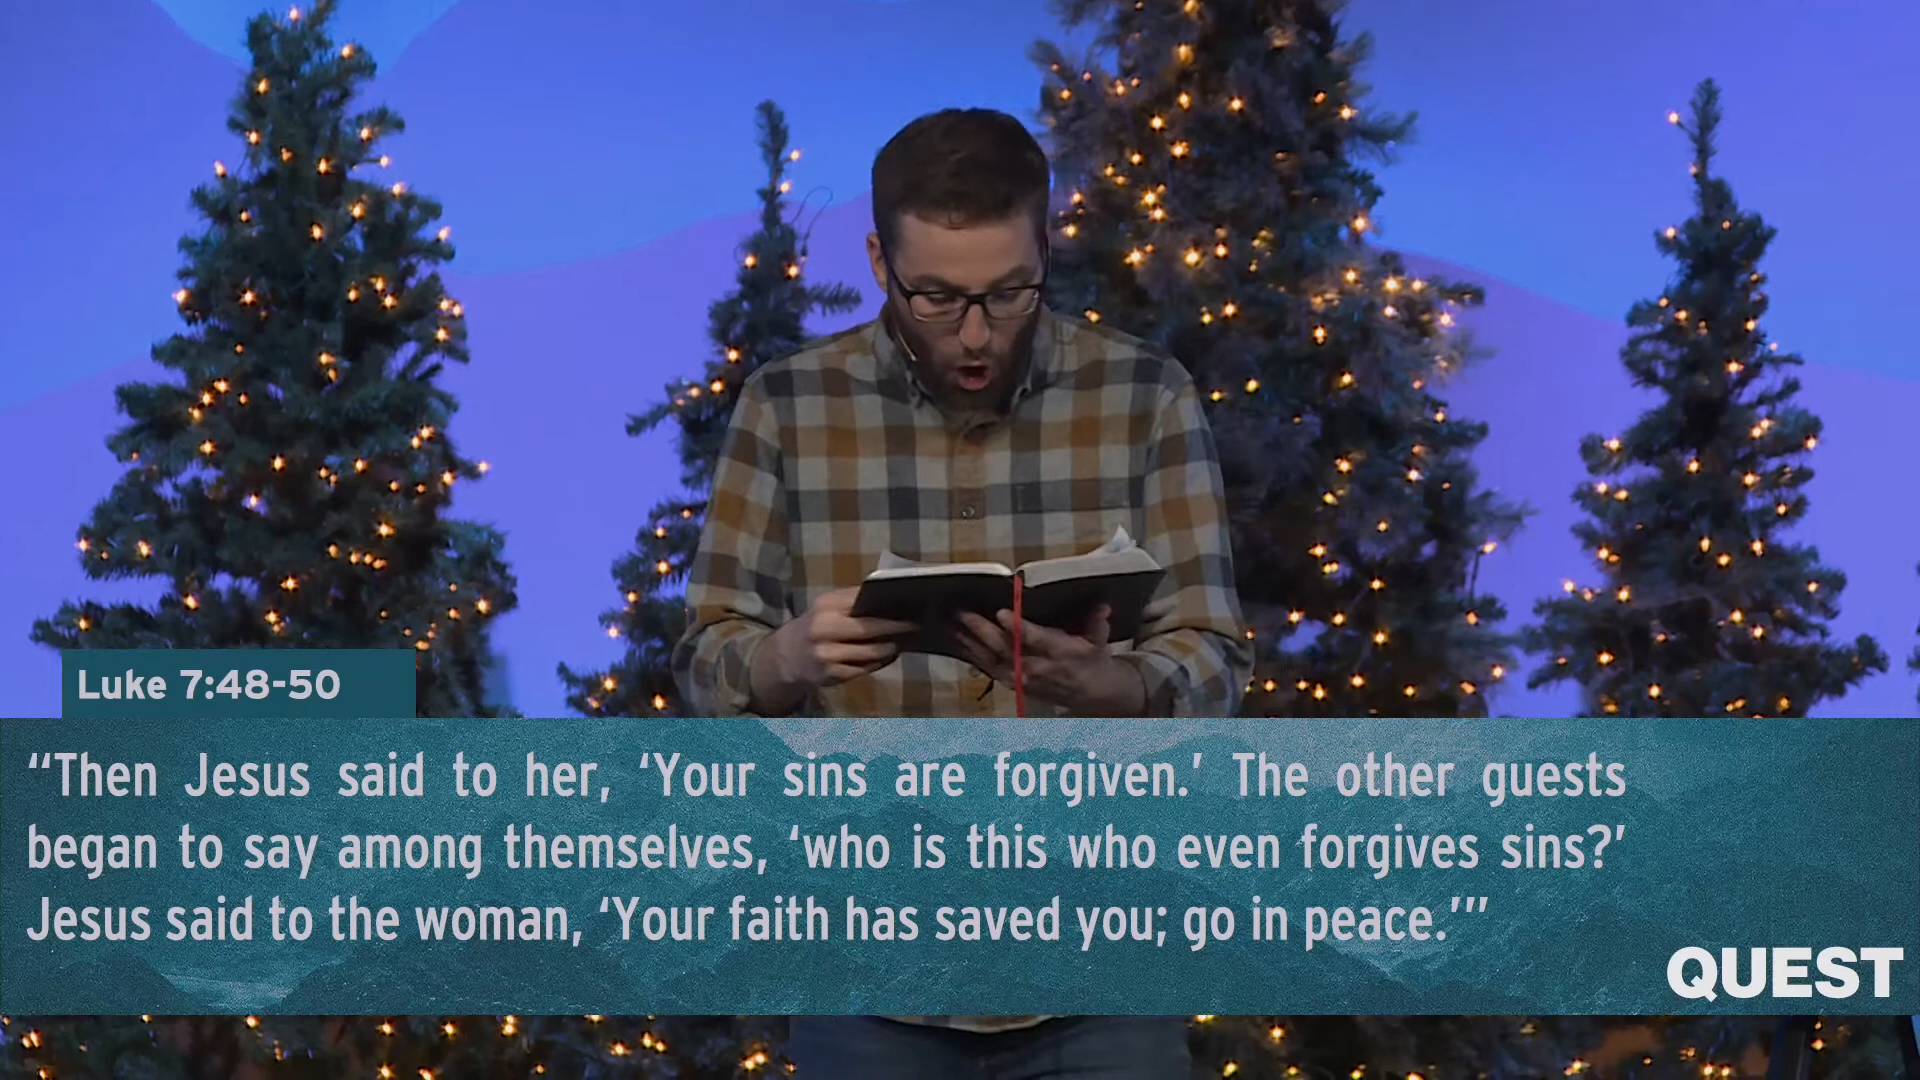 Luke 7:48-50
“Then Jesus said to her, ‘Your sins are forgiven.’ The other guests
began to say among themselves, ‘who is this who even forgives sins?’
Jesus said to the woman, ‘Your faith has saved you; go in peace.’”
QUEST